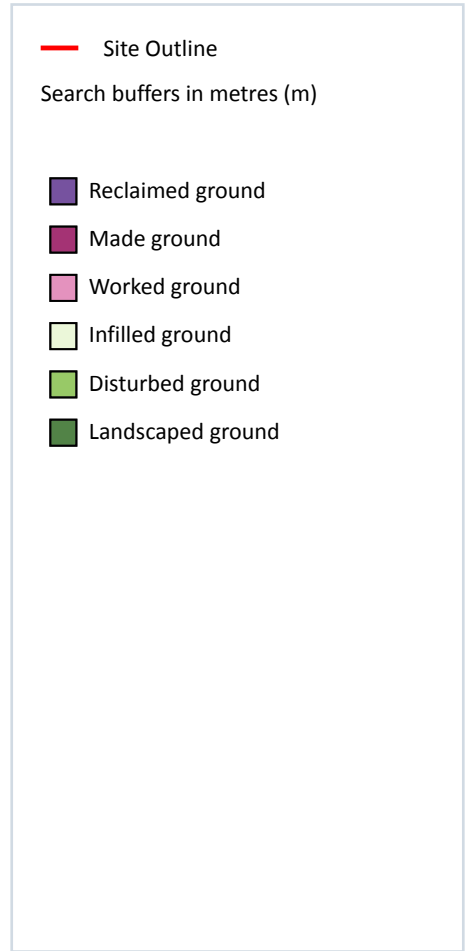 Site Outline
Search buffers in metres (m)
Reclaimed ground
Made ground
Worked ground
Infilled ground
Disturbed ground
Landscaped ground